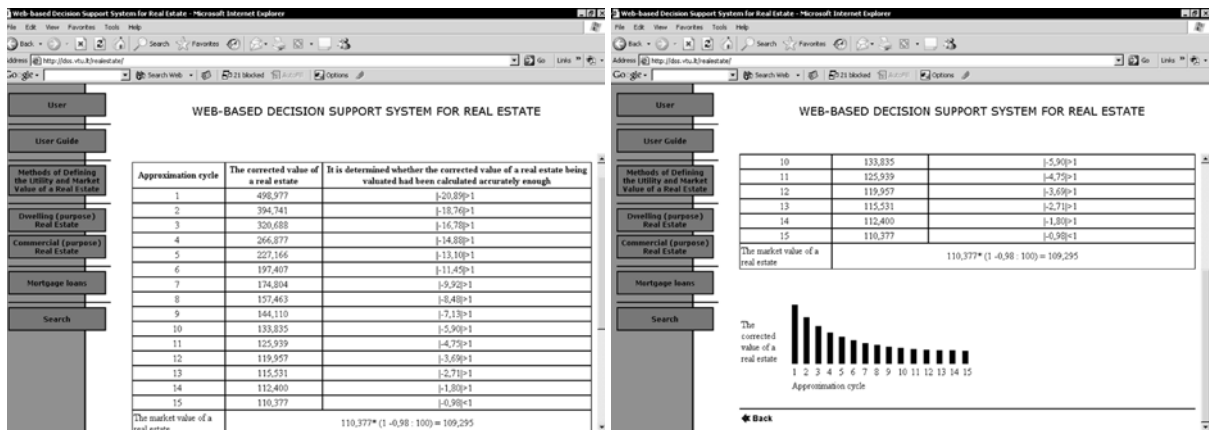 Web-based Decision Support System for Real Estate - Microsoft Internet Explorer
File Edit View Favorites Tools Help
Back Search Favorites
Address http://dss.vtu.lt/realestate/ Go Links
Google Search Web 21 blocked AutoFill Options
User
User Guide
Methods of Defining
the Utility and Market
Value of a Real Estate
Dwelling (purpose)
Real Estate
Commercial (purpose)
Real Estate
Mortgage loans
Search
WEB-BASED DECISION SUPPORT SYSTEM FOR REAL ESTATE
Approximation cycle The corrected value of a real estate It is determined whether the corrected value of a real estate being valuated had been calculated accurately enough
1 498,977 |-20,89|>1
2 394,741 |-18,76|>1
3 320,688 |-16,78|>1
4 266,877 |-14,88|>1
5 227,166 |-13,10|>1
6 197,407 |-11,45|>1
7 174,804 |-9,92|>1
8 157,463 |-8,48|>1
9 144,110 |-7,13|>1
10 133,835 |-5,90|>1
11 125,939 |-4,75|>1
12 119,957 |-3,69|>1
13 115,531 |-2,71|>1
14 112,400 |-1,80|>1
15 110,377 |-0,98|<1
The market value of a
real estate 110,377* (1 -0,98 : 100) = 109,295
Web-based Decision Support System for Real Estate - Microsoft Internet Explorer
File Edit View Favorites Tools Help
Back Search Favorites
Address http://dss.vtu.lt/realestate/ Go Links
Google Search Web 21 blocked AutoFill Options
User
User Guide
Methods of Defining
the Utility and Market
Value of a Real Estate
Dwelling (purpose)
Real Estate
Commercial (purpose)
Real Estate
Mortgage loans
Search
WEB-BASED DECISION SUPPORT SYSTEM FOR REAL ESTATE
10 133,835 |-5,90|>1
11 125,939 |-4,75|>1
12 119,957 |-3,69|>1
13 115,531 |-2,71|>1
14 112,400 |-1,80|>1
15 110,377 |-0,98|<1
The market value of a
real estate 110,377* (1 -0,98 : 100) = 109,295
The
corrected
value of a
real estate
1 2 3 4 5 6 7 8 9 10 11 12 13 14 15
Approximation cycle
Back